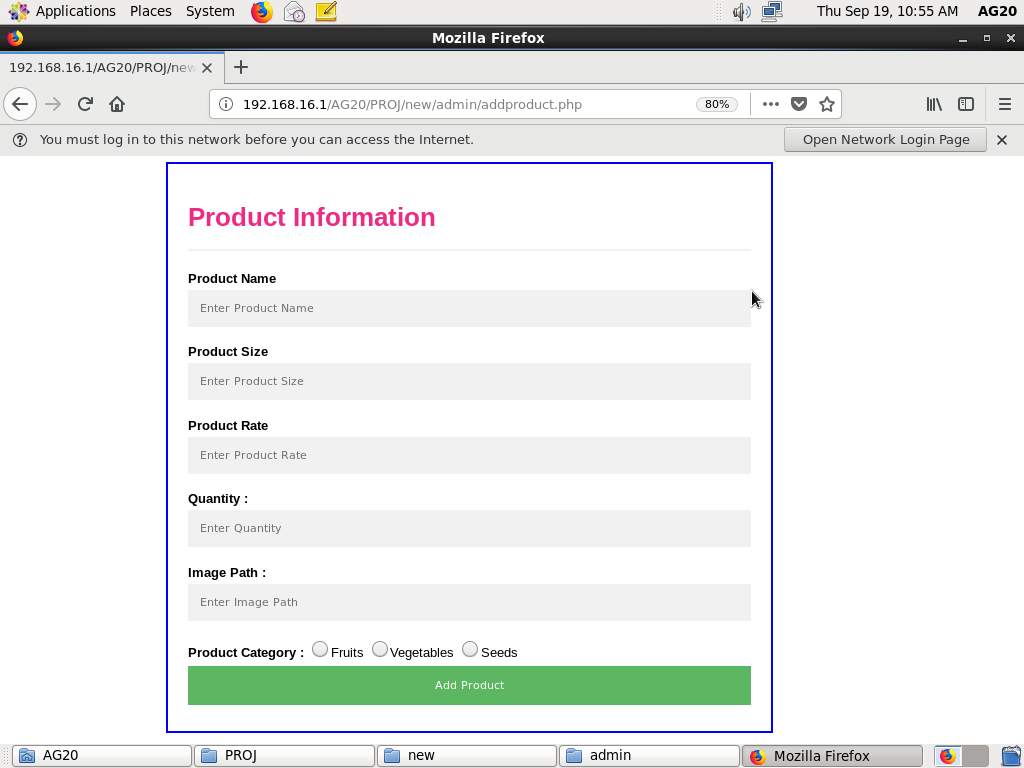 Applications Places System Thu Sep 19, 10:55 AM AG20
Mozilla Firefox
192.168.16.1/AG20/PROJ/new
192.168.16.1/AG20/PROJ/new/admin/addproduct.php 80%
You must log in to this network before you can access the Internet. Open Network Login Page
Product Information
Product Name
Enter Product Name
Product Size
Enter Product Size
Product Rate
Enter Product Rate
Quantity :
Enter Quantity
Image Path :
Enter Image Path
Product Category : Fruits Vegetables Seeds
Add Product
AG20 PROJ new admin Mozilla Firefox